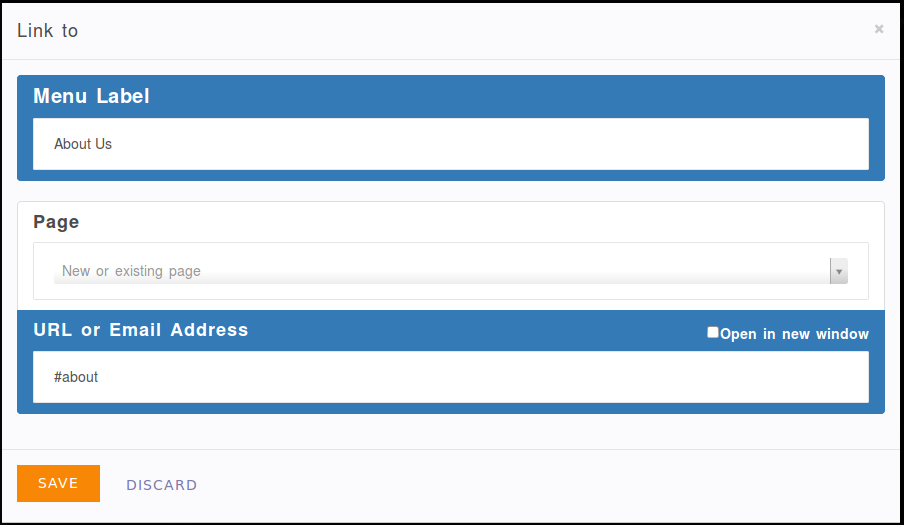 Link to ×
Menu Label
About Us
Page
New or existing page
URL or Email Address Open in new window
#about
SAVE DISCARD